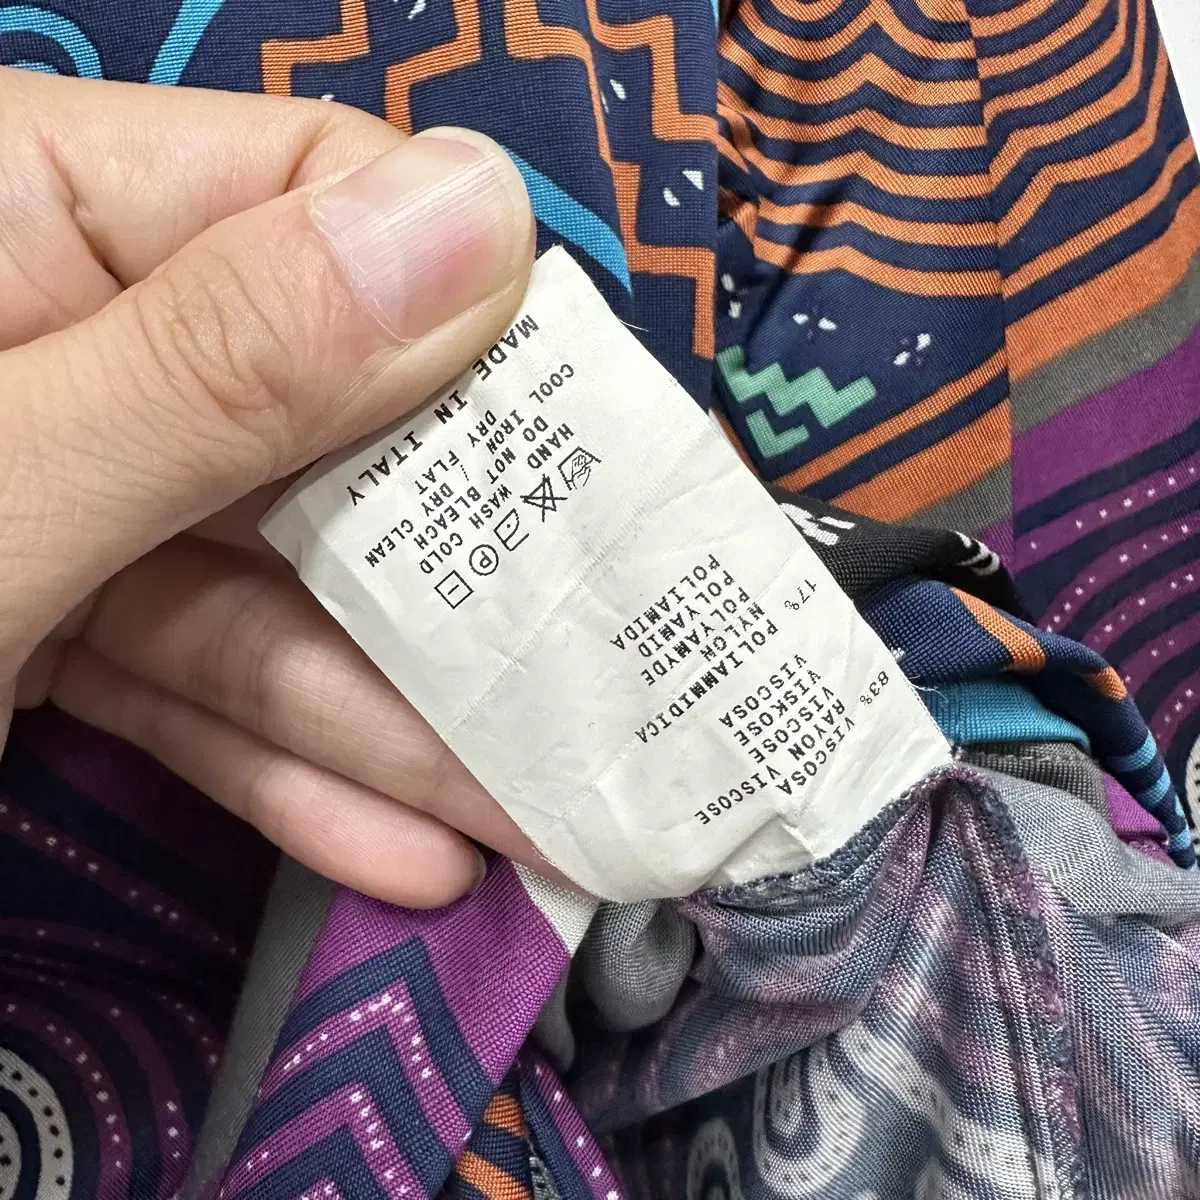 83% VISCOSA
RAYON VISCOSE
VISCOSE
VISKOSE
VISCOSA
17% POLIAMMIDICA
NYLON
POLYAMYDE
POLYAMID
POLIAMIDA
P
HAND WASH COLD
DO NOT BLEACH
COOL IRON / DRY CLEAN
DRY FLAT
MADE IN ITALY